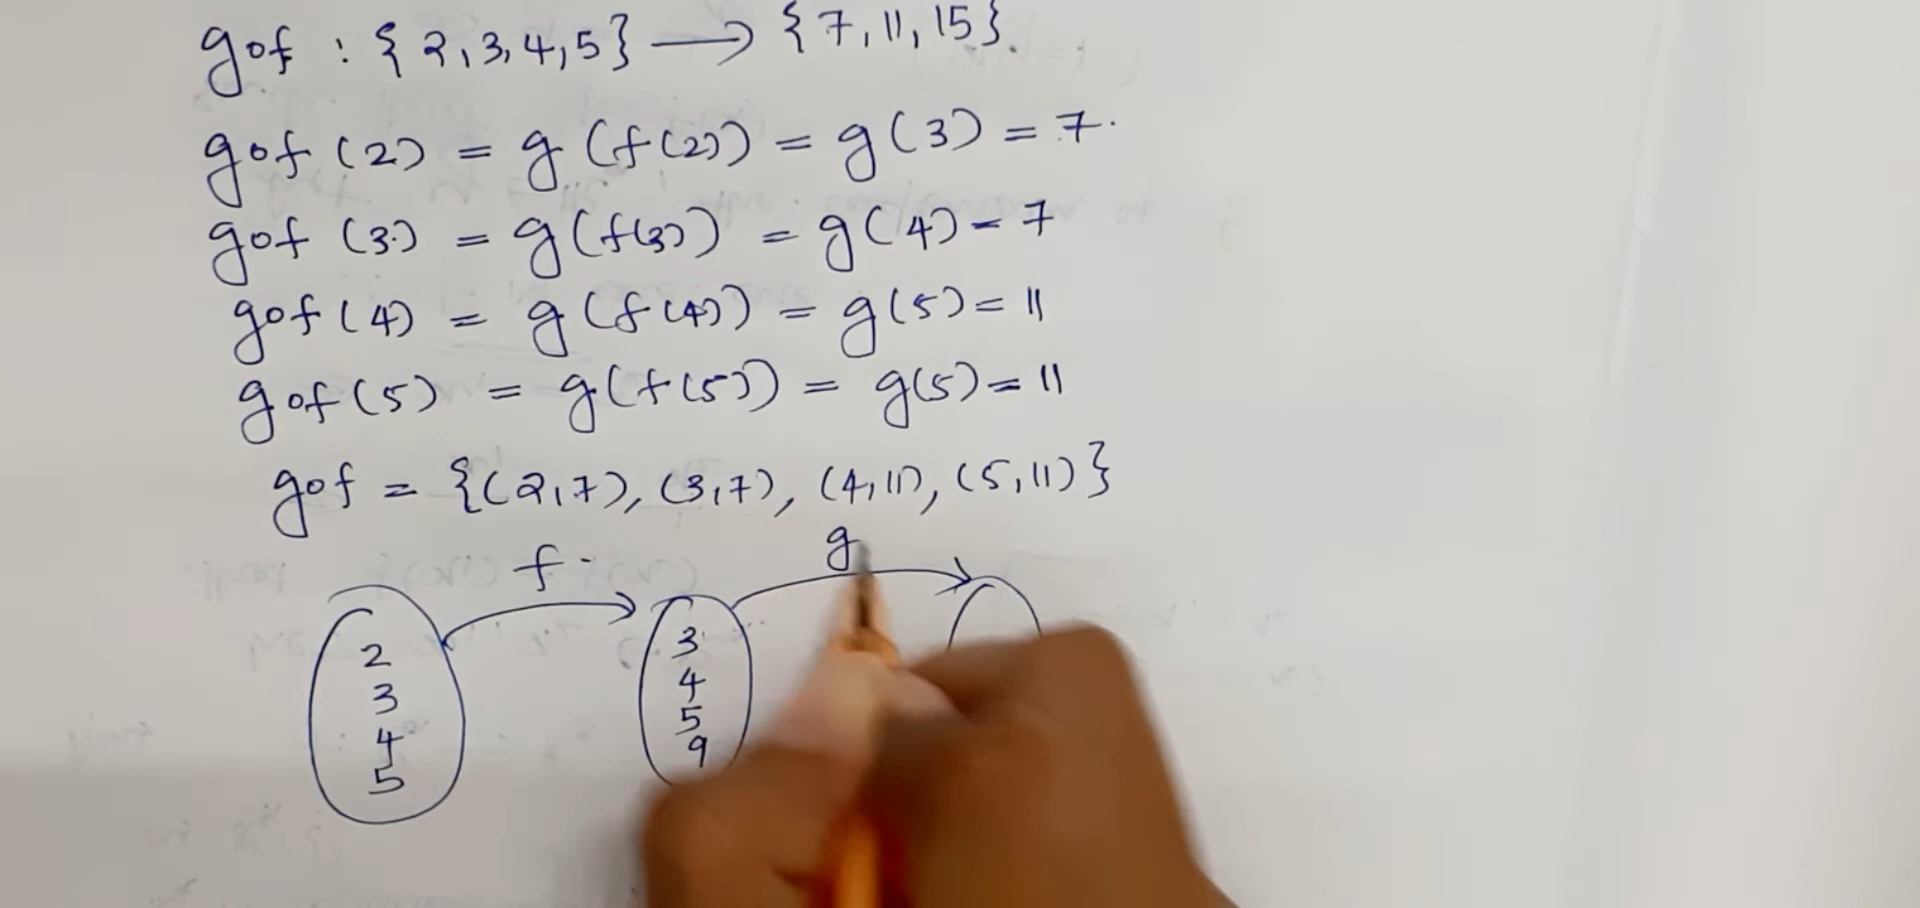 gof : {2,3,4,5} → {7,11,15}.
gof (2) = g (f(2)) = g(3) = 7.
gof (3) = g(f(3)) = g(4) = 7
gof (4) = g (f(4)) = g(5) = 11
gof (5) = g(f(5)) = g(5) = 11
gof = {(2,7), (3,7), (4,11), (5,11)}
f g
2 3
3 4
4 5
5 9